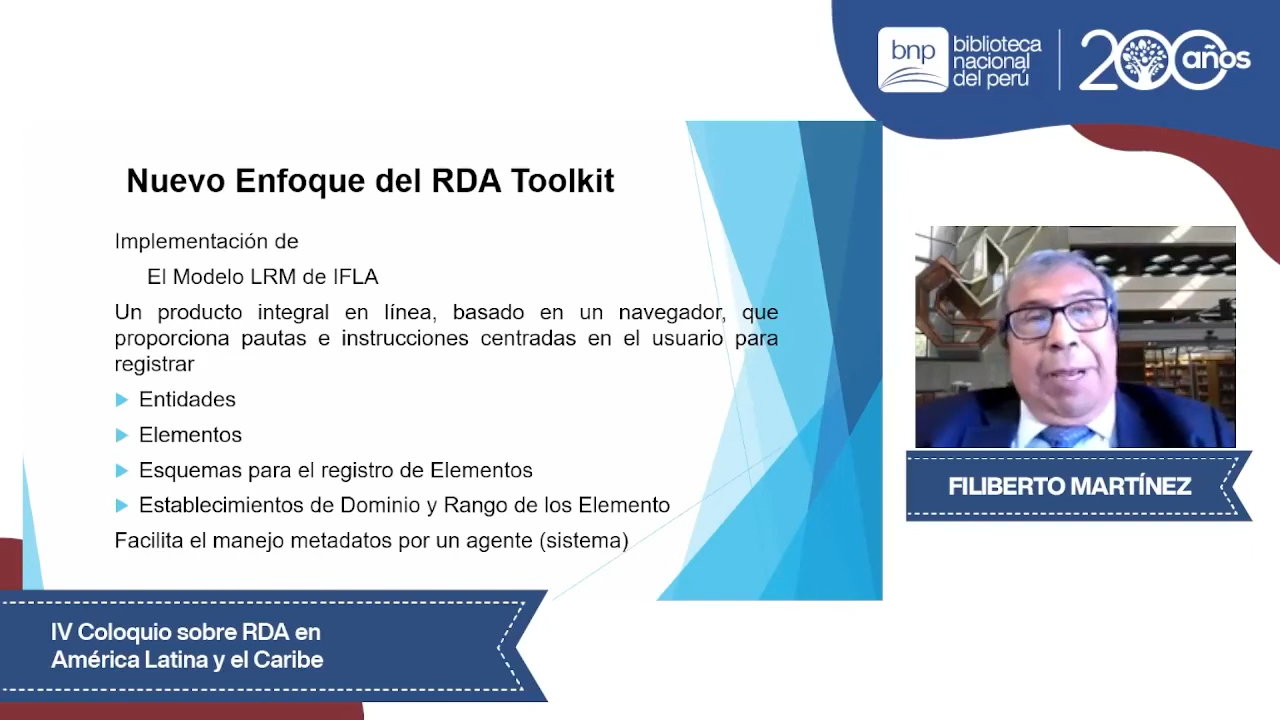 bnp
biblioteca
nacional
del perú
200 años
Nuevo Enfoque del RDA Toolkit
Implementación de
El Modelo LRM de IFLA
Un producto integral en línea, basado en un navegador, que
proporciona pautas e instrucciones centradas en el usuario para
registrar
Entidades
Elementos
Esquemas para el registro de Elementos
Establecimientos de Dominio y Rango de los Elemento
Facilita el manejo metadatos por un agente (sistema)
FILIBERTO MARTÍNEZ
IV Coloquio sobre RDA en
América Latina y el Caribe